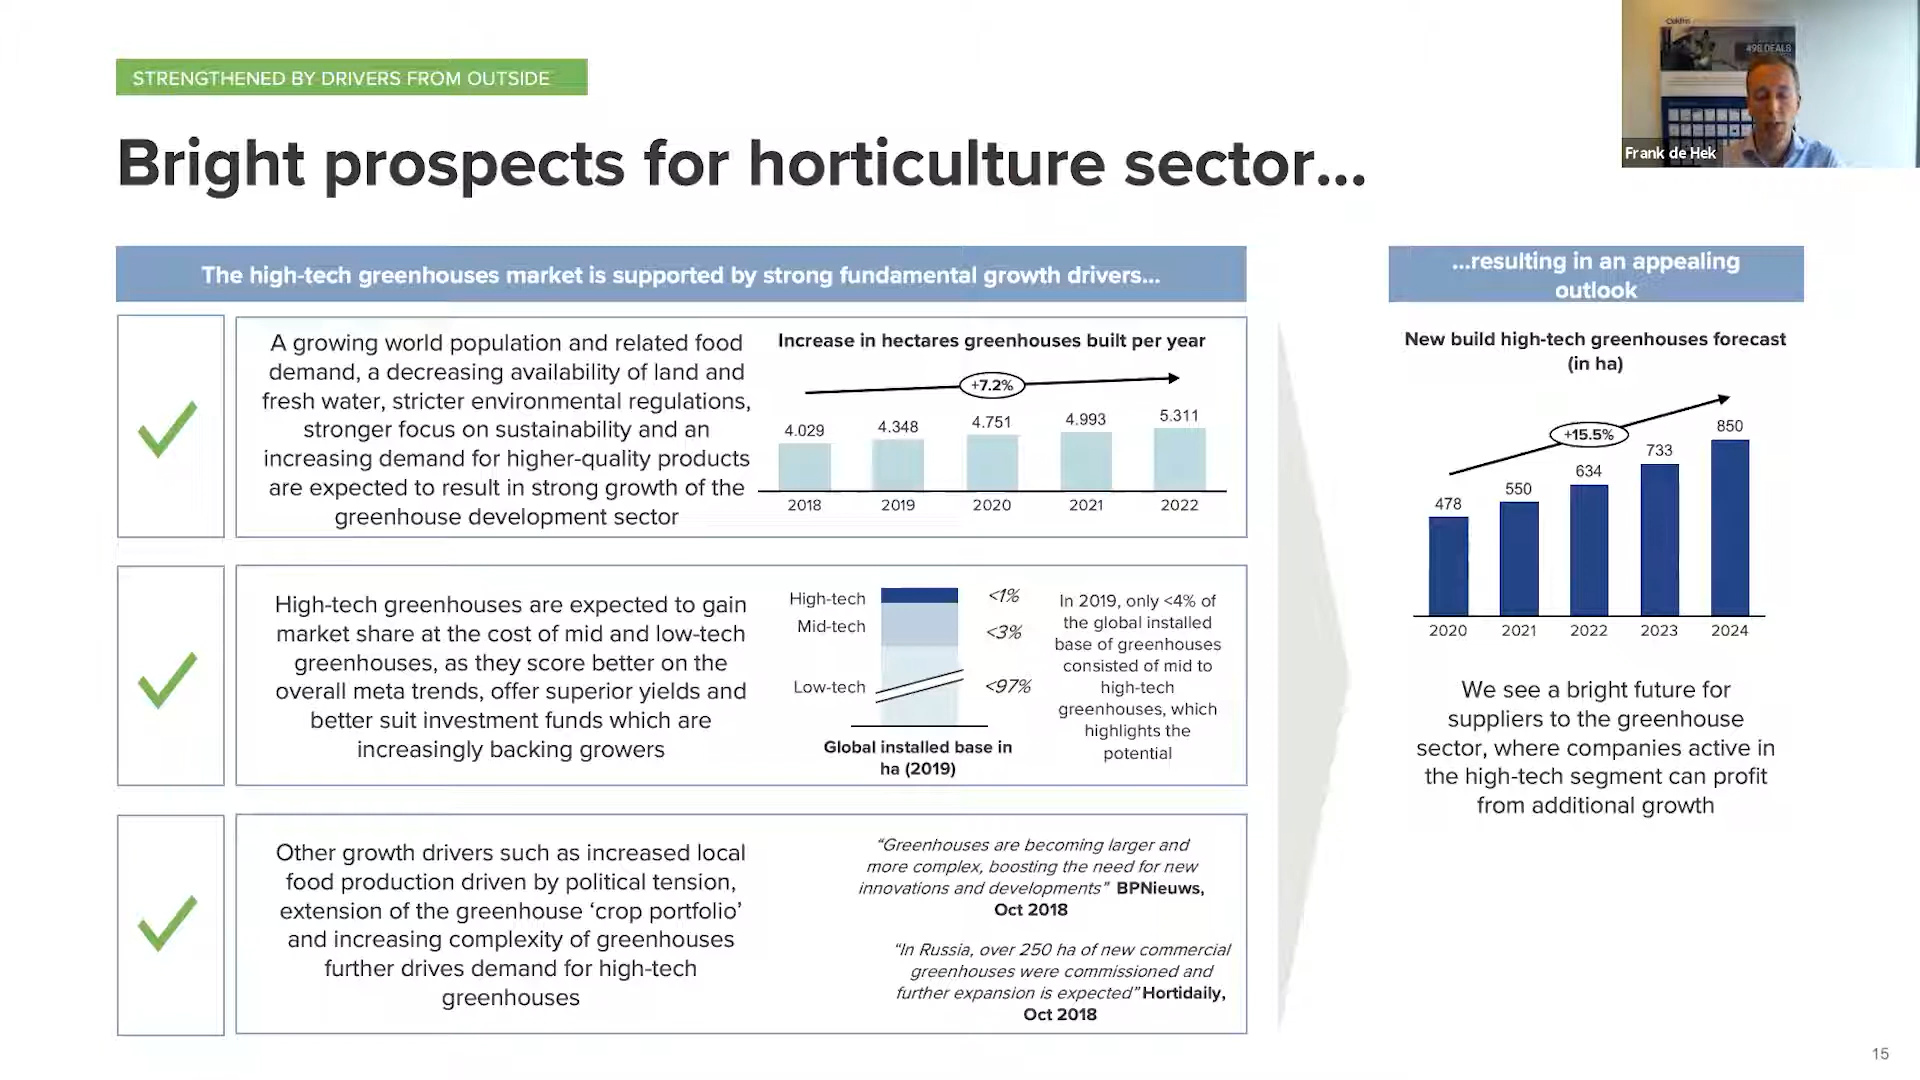 STRENGTHENED BY DRIVERS FROM OUTSIDE
498 DEALS
Frank de Hek
Bright prospects for horticulture sector...
The high-tech greenhouses market is supported by strong fundamental growth drivers...
A growing world population and related food
demand, a decreasing availability of land and
fresh water, stricter environmental regulations,
stronger focus on sustainability and an
increasing demand for higher-quality products
are expected to result in strong growth of the
greenhouse development sector
Increase in hectares greenhouses built per year
+7.2%
4.029 4.348 4.751 4.993 5.311
2018 2019 2020 2021 2022
High-tech greenhouses are expected to gain
market share at the cost of mid and low-tech
greenhouses, as they score better on the
overall meta trends, offer superior yields and
better suit investment funds which are
increasingly backing growers
High-tech <1%
Mid-tech <3%
Low-tech <97%
Global installed base in
ha (2019)
In 2019, only <4% of
the global installed
base of greenhouses
consisted of mid to
high-tech
greenhouses, which
highlights the
potential
Other growth drivers such as increased local
food production driven by political tension,
extension of the greenhouse ‘crop portfolio’
and increasing complexity of greenhouses
further drives demand for high-tech
greenhouses
“Greenhouses are becoming larger and
more complex, boosting the need for new
innovations and developments” BPNieuws,
Oct 2018
“In Russia, over 250 ha of new commercial
greenhouses were commissioned and
further expansion is expected” Hortidaily,
Oct 2018
...resulting in an appealing
outlook
New build high-tech greenhouses forecast
(in ha)
+15.5%
478 550 634 733 850
2020 2021 2022 2023 2024
We see a bright future for
suppliers to the greenhouse
sector, where companies active in
the high-tech segment can profit
from additional growth
15